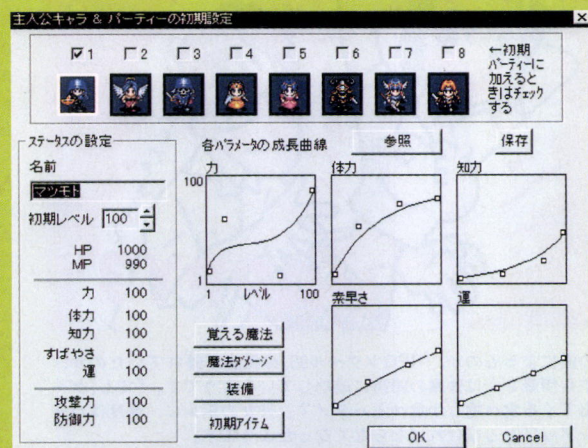 主人公キャラ & パーティーの初期設定
1 2 3 4 5 6 7 8
←初期
パーティーに
加えると
きはチェック
する
ステータスの設定
名前
マツモト
初期レベル 100
HP 1000
MP 990
力 100
体力 100
知力 100
すばやさ 100
運 100
攻撃力 100
防御力 100
各パラメータの成長曲線
参照
保存
力
100
1
1 レベル 100
体力
知力
素早さ
運
覚える魔法
魔法ダメージ
装備
初期アイテム
OK
Cancel